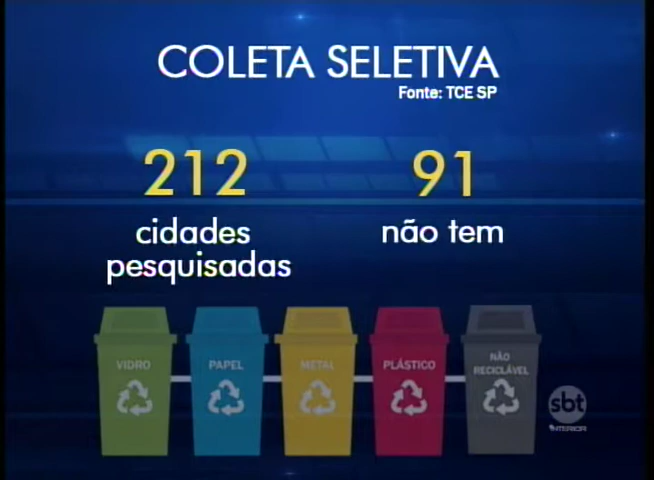 COLETA SELETIVA
Fonte: TCE SP
212
cidades
pesquisadas
91
não tem
VIDRO
PAPEL
METAL
PLÁSTICO
NÃO
RECICLÁVEL
sbt
INTERIOR